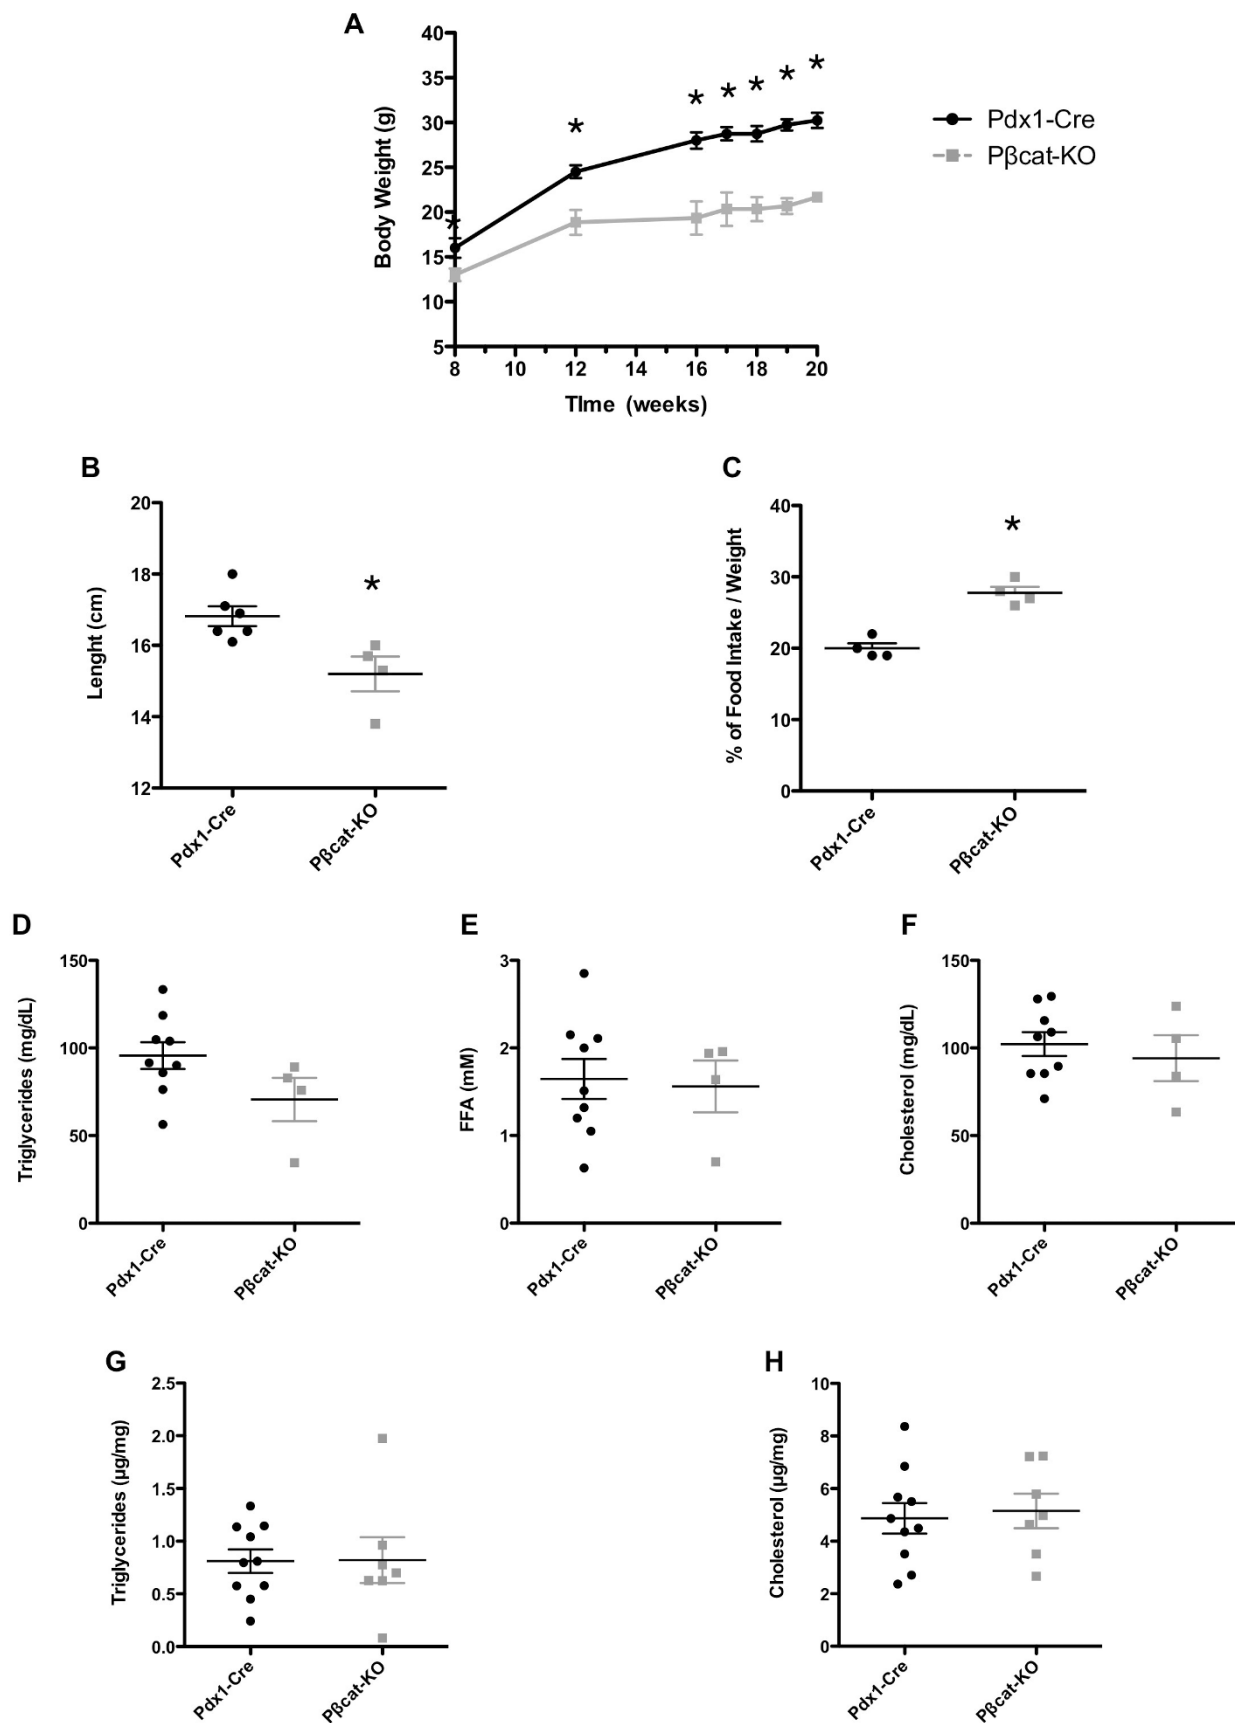 A
40
35
30
25
20
15
10
5
Body Weight (g)
* * * * * * *
8 10 12 14 16 18 20
TIme (weeks)
Pdx1-Cre
Pβcat-KO
B
20
18
16
14
12
Lenght (cm)
*
Pdx1-Cre
Pβcat-KO
C
40
30
20
10
0
% of Food Intake / Weight
*
Pdx1-Cre
Pβcat-KO
D
150
100
50
0
Triglycerides (mg/dL)
Pdx1-Cre
Pβcat-KO
E
3
2
1
0
FFA (mM)
Pdx1-Cre
Pβcat-KO
F
150
100
50
0
Cholesterol (mg/dL)
Pdx1-Cre
Pβcat-KO
G
2.5
2.0
1.5
1.0
0.5
0.0
Triglycerides (µg/mg)
Pdx1-Cre
Pβcat-KO
H
10
8
6
4
2
0
Cholesterol (µg/mg)
Pdx1-Cre
Pβcat-KO